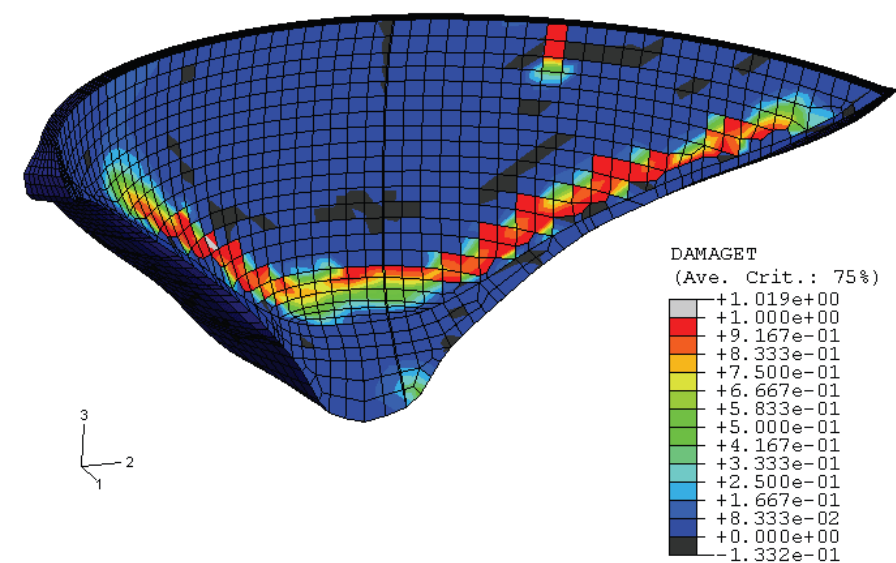 DAMAGET
(Ave. Crit.: 75%)
+1.019e+00
+1.000e+00
+9.167e-01
+8.333e-01
+7.500e-01
+6.667e-01
+5.833e-01
+5.000e-01
+4.167e-01
+3.333e-01
+2.500e-01
+1.667e-01
+8.333e-02
+0.000e+00
-1.332e-01
3
2
1